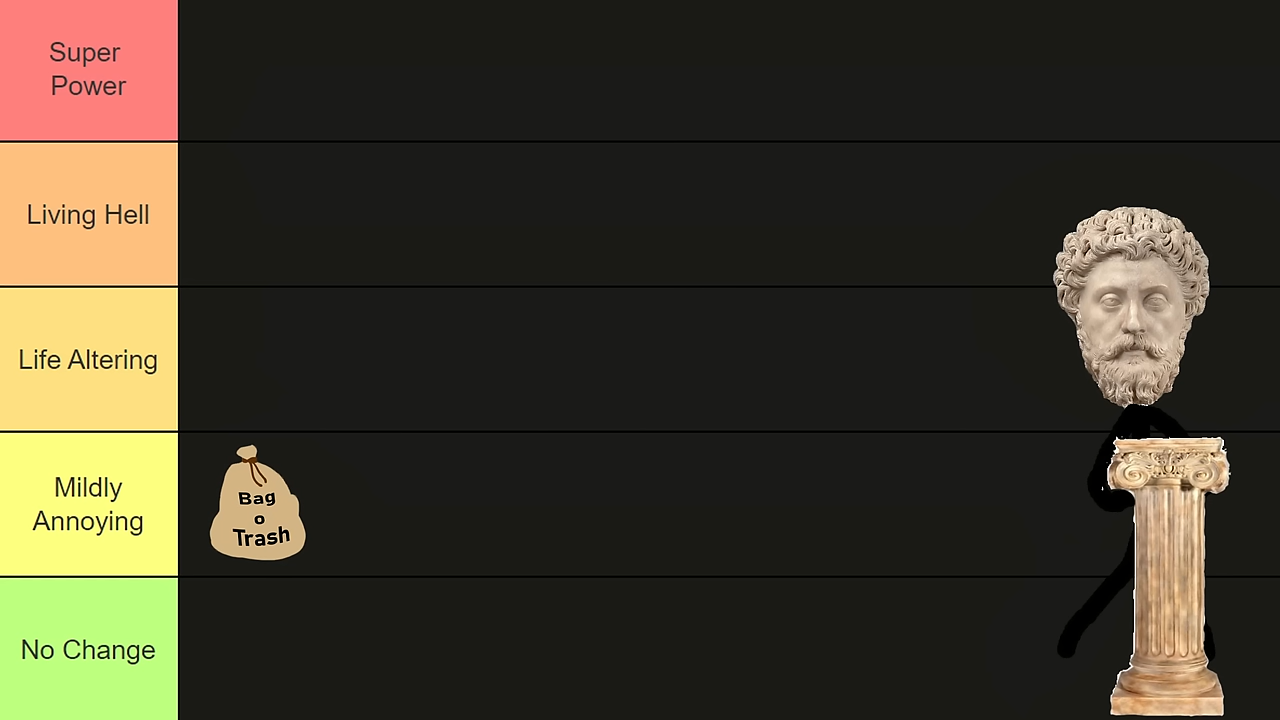 Super
Power
Living Hell
Life Altering
Mildly
Annoying
Bag
o
Trash
No Change